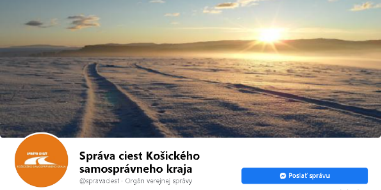 Správa ciest Košického
samosprávneho kraja
@spravaciest · Orgán verejnej správy
Poslať správu